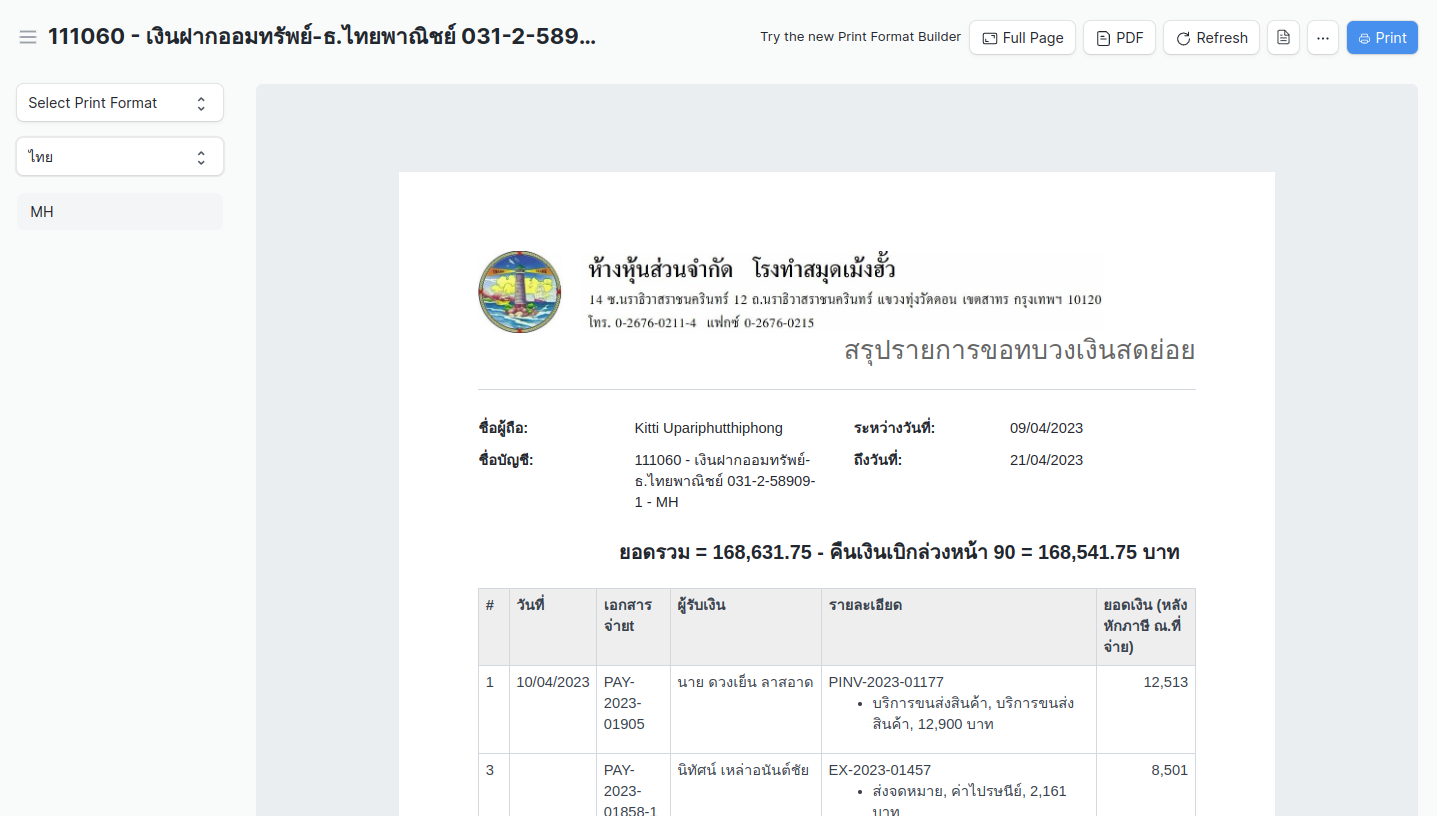 111060 - เงินฝากออมทรัพย์-ธ.ไทยพาณิชย์ 031-2-589...
Try the new Print Format Builder
Full Page
PDF
Refresh
Print
Select Print Format
ไทย
MH
ห้างหุ้นส่วนจำกัด โรงทำสมุดเม้งฮั้ว
14 ซ.นราธิวาสราชนครินทร์ 12 ถ.นราธิวาสราชนครินทร์ แขวงทุ่งวัดดอน เขตสาทร กรุงเทพฯ 10120
โทร. 0-2676-0211-4 แฟกซ์ 0-2676-0215
สรุปรายการขอทบวงเงินสดย่อย
ชื่อผู้ถือ: Kitti Upariphutthiphong ระหว่างวันที่: 09/04/2023
ชื่อบัญชี: 111060 - เงินฝากออมทรัพย์- ถึงวันที่: 21/04/2023
ธ.ไทยพาณิชย์ 031-2-58909-
1 - MH
ยอดรวม = 168,631.75 - คืนเงินเบิกล่วงหน้า 90 = 168,541.75 บาท
# วันที่ เอกสาร ผู้รับเงิน รายละเอียด ยอดเงิน (หลัง
จ่ายt หักภาษี ณ.ที่
จ่าย)
1 10/04/2023 PAY- นาย ดวงเย็น ลาสอาด PINV-2023-01177 12,513
2023- • บริการขนส่งสินค้า, บริการขนส่ง
01905 สินค้า, 12,900 บาท
3 PAY- นิทัศน์ เหล่าอนันต์ชัย EX-2023-01457 8,501
2023- • ส่งจดหมาย, ค่าไปรษนีย์, 2,161
01858-1 บาท